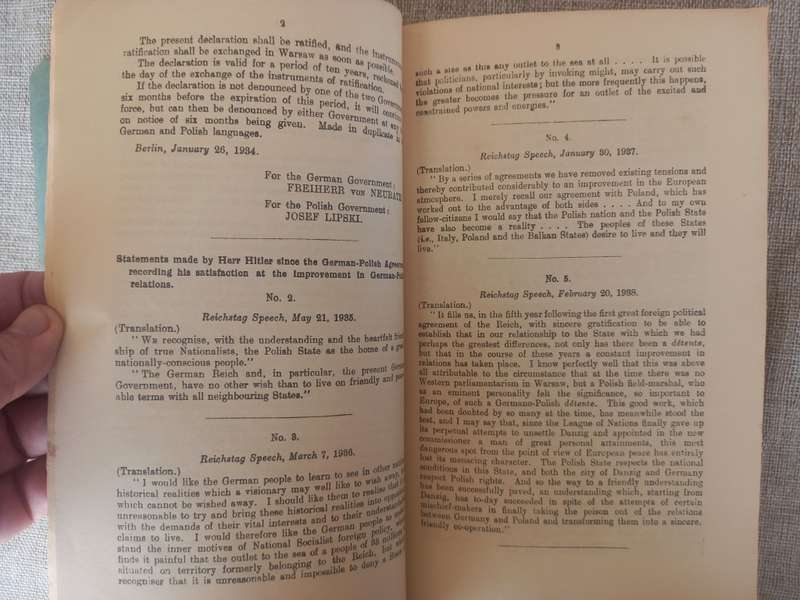 2
The present declaration shall be ratified, and the
ratification shall be exchanged in Warsaw as soon as possible.
The declaration is valid for a period of ten years,
the day of the exchange of the instruments of ratification.
If the declaration is not denounced by one of the two
six months before the expiration of this period, it will
force, but can then be denounced by either Government at any
on notice of six months being given. Made in duplicate in
German and Polish languages.
Berlin, January 26, 1934.
For the German Government:
FREIHERR VON NEURATH
For the Polish Government:
JOSEF LIPSKI.
Statements made by Herr Hitler since the German-Polish
recording his satisfaction at the improvement in
relations.
No. 2.
Reichstag Speech, May 21, 1935.
(Translation.)
" WE recognise, with the understanding and the heartfelt
ship of true Nationalists, the Polish State as the home of a
nationally-conscious people."
" The German Reich and, in particular, the present
Government, have no other wish than to live on friendly and
able terms with all neighbouring States."
No. 3.
Reichstag Speech, March 7, 1936.
(Translation.)
" I would like the German people to learn to see in other
historical realities which a visionary may well like to wish away,
which cannot be wished away. I should like them to realise
unreasonable to try and bring these historical realities into
with the demands of their vital interests and to their
claims to live. I would therefore like the German people to
stand the inner motives of National Socialist foreign policy,
finds it painful that the outlet to the sea of a people of 33
situated on territory formerly belonging to the Reich,
recognises that it is unreasonable and impossible to deny a
3
such a size as this any outlet to the sea at all . . . . It is possible
that politicians, particularly by invoking might, may carry out such
violations of national interests; but the more frequently this happens,
the greater becomes the pressure for an outlet of the excited and
constrained powers and energies."
No. 4.
Reichstag Speech, January 30, 1937.
(Translation.)
" By a series of agreements we have removed existing tensions and
thereby contributed considerably to an improvement in the European
atmosphere. I merely recall our agreement with Poland, which has
worked out to the advantage of both sides . . . . And to my own
fellow-citizens I would say that the Polish nation and the Polish State
have also become a reality . . . . The peoples of these States
(i.e., Italy, Poland and the Balkan States) desire to live and they will
live."
No. 5.
Reichstag Speech, February 20, 1938.
(Translation.)
" It fills us, in the fifth year following the first great foreign political
agreement of the Reich, with sincere gratification to be able to
establish that in our relationship to the State with which we had
perhaps the greatest differences, not only has there been a détente,
but that in the course of these years a constant improvement in
relations has taken place. I know perfectly well that this was above
all attributable to the circumstance that at the time there was no
Western parliamentarism in Warsaw, but a Polish field-marshal, who
as an eminent personality felt the significance, so important to
Europe, of such a Germano-Polish détente. This good work, which
had been doubted by so many at the time, has meanwhile stood the
test, and I may say that, since the League of Nations finally gave up
its perpetual attempts to unsettle Danzig and appointed in the new
commissioner a man of great personal attainments, this most
dangerous spot from the point of view of European peace has entirely
lost its menacing character. The Polish State respects the national
conditions in this State, and both the city of Danzig and Germany
respect Polish rights. And so the way to a friendly understanding
has been successfully paved, an understanding which, starting from
Danzig, has to-day succeeded in spite of the attempts of certain
mischief-makers in finally taking the poison out of the relations
between Germany and Poland and transforming them into a sincere,
friendly co-operation."